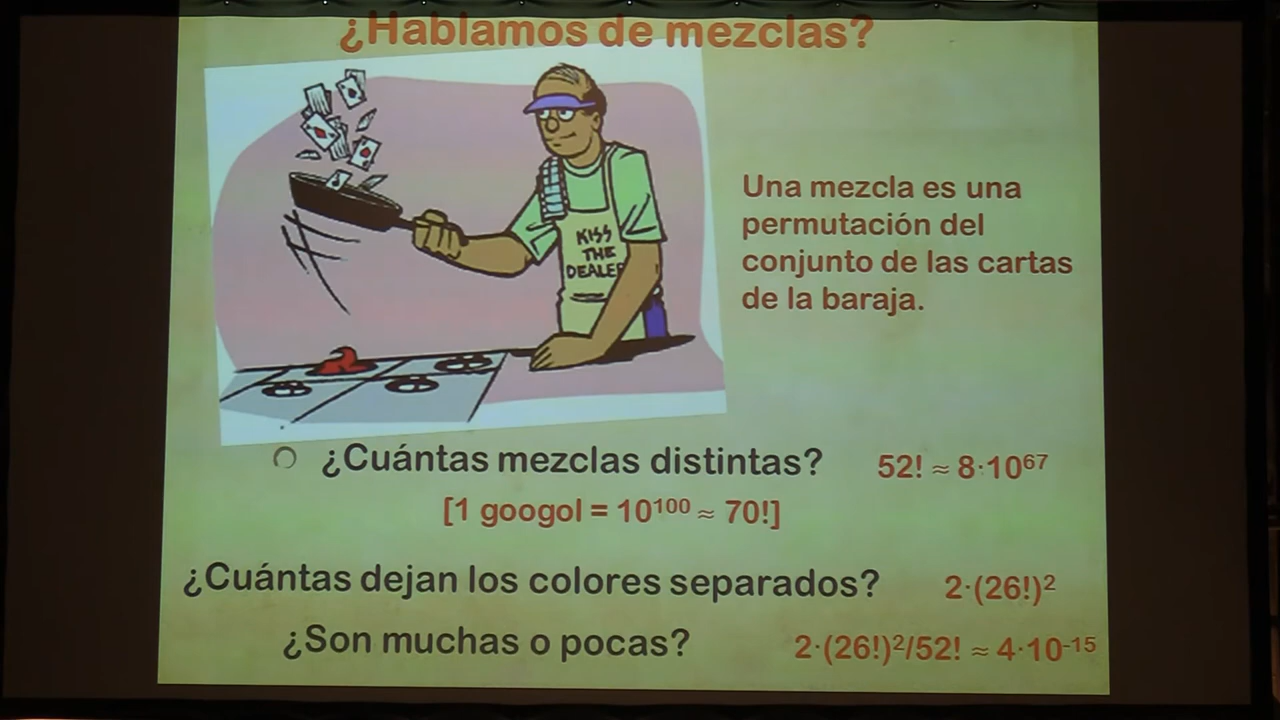 ¿Hablamos de mezclas?
KISS
THE
DEALER
Una mezcla es una
permutación del
conjunto de las cartas
de la baraja.
¿Cuántas mezclas distintas? 52! ≈ 8·10⁶⁷
[1 googol = 10¹⁰⁰ ≈ 70!]
¿Cuántas dejan los colores separados? 2·(26!)²
¿Son muchas o pocas? 2·(26!)²/52! ≈ 4·10⁻¹⁵